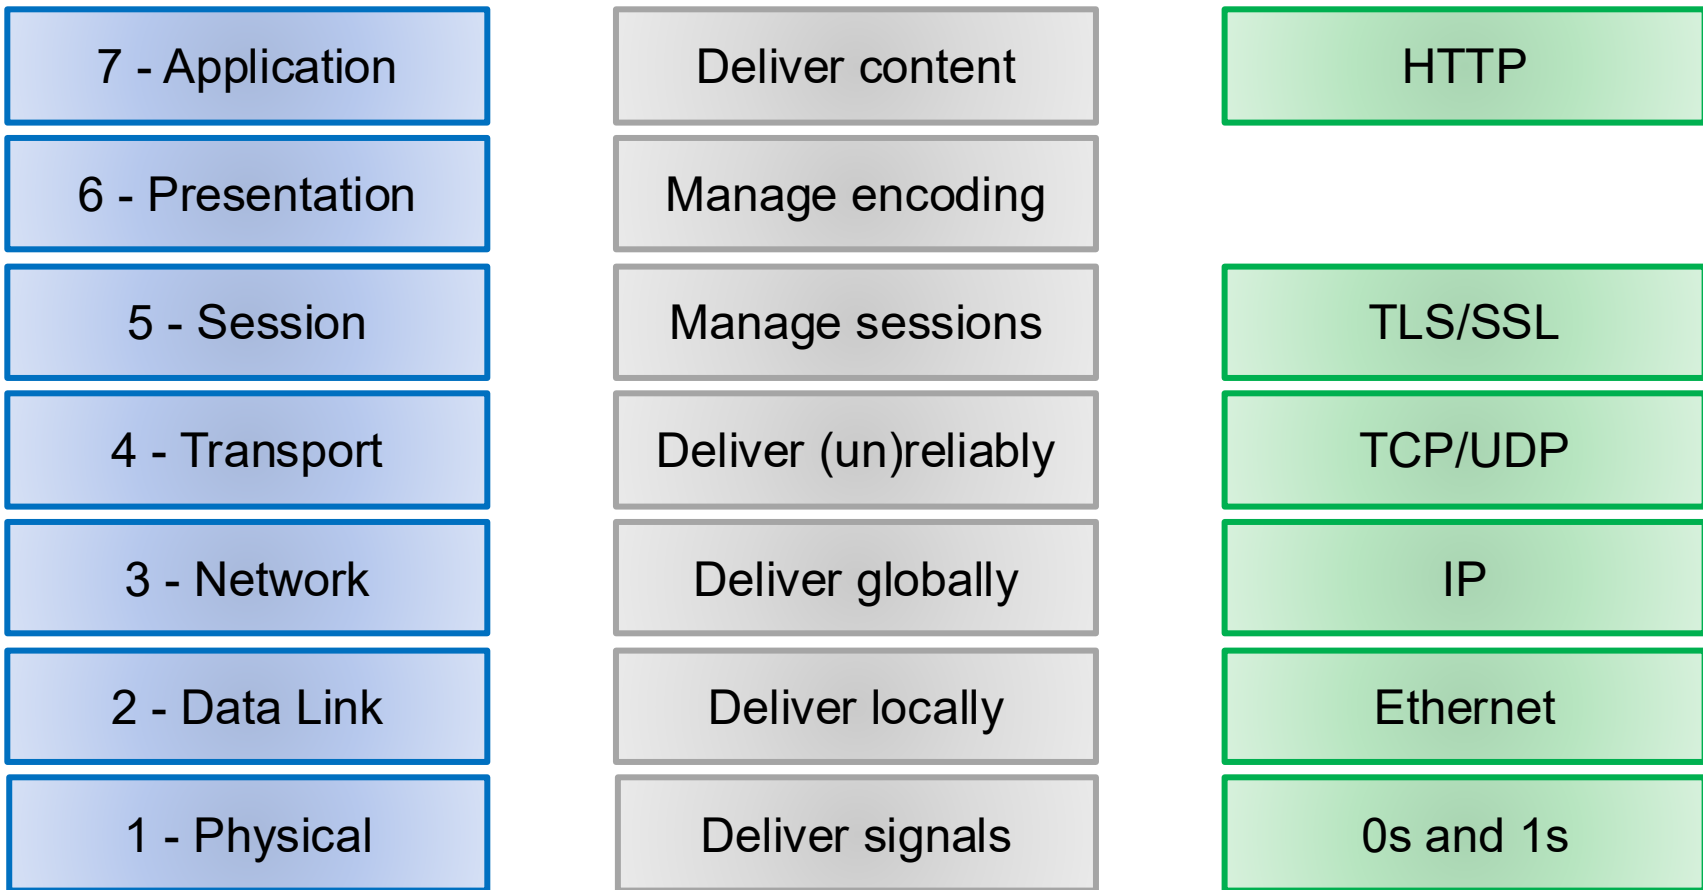 7 - Application
Deliver content
HTTP
6 - Presentation
Manage encoding
5 - Session
Manage sessions
TLS/SSL
4 - Transport
Deliver (un)reliably
TCP/UDP
3 - Network
Deliver globally
IP
2 - Data Link
Deliver locally
Ethernet
1 - Physical
Deliver signals
0s and 1s